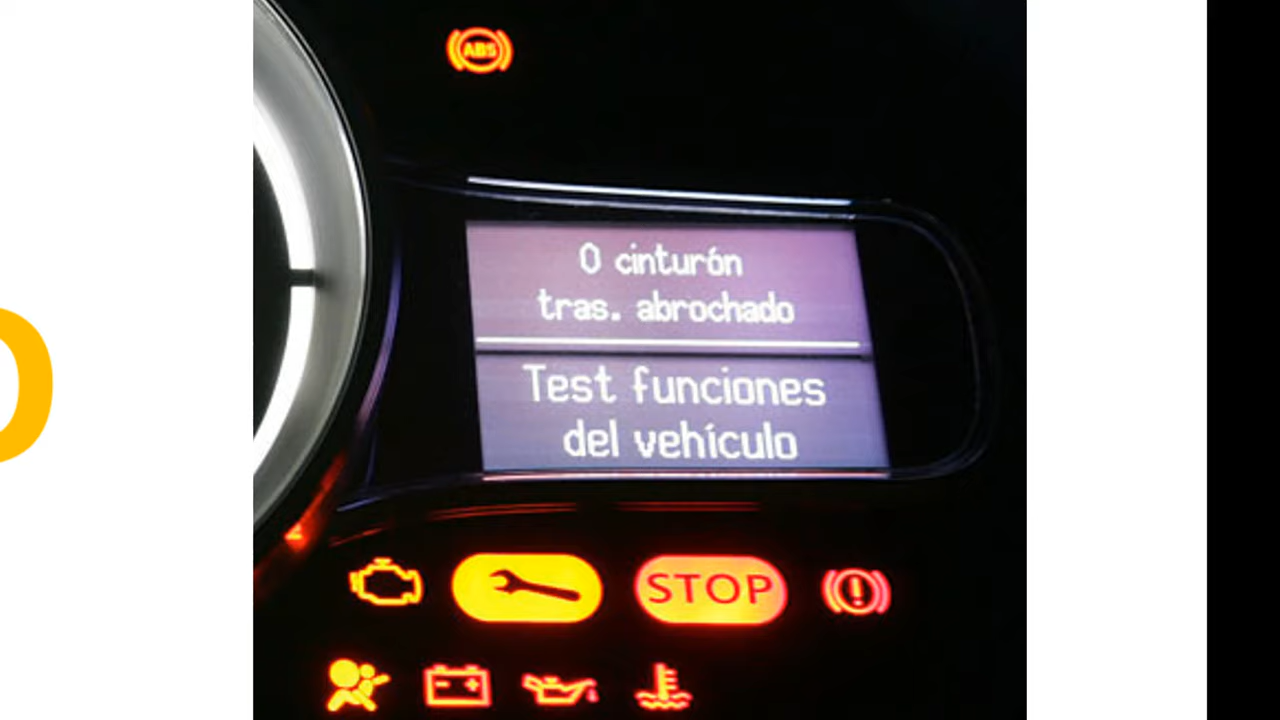 ABS
0 cinturón
tras. abrochado
Test funciones
del vehículo
STOP